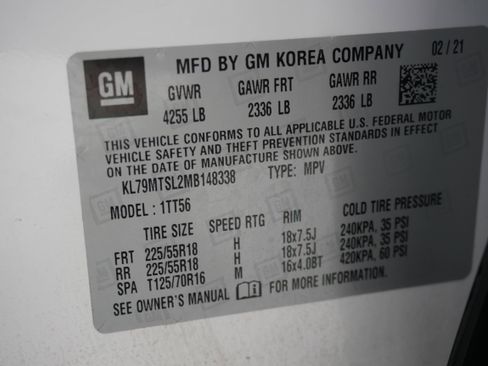 GM
MFD BY GM KOREA COMPANY 02 / 21
GVWR GAWR FRT GAWR RR
4255 LB 2336 LB 2336 LB
THIS VEHICLE CONFORMS TO ALL APPLICABLE U.S. FEDERAL MOTOR
VEHICLE SAFETY AND THEFT PREVENTION STANDARDS IN EFFECT
ON THE DATE OF MANUFACTURE SHOWN ABOVE.
KL79MTSL2MB148338 TYPE: MPV
MODEL : 1TT56
TIRE SIZE SPEED RTG RIM COLD TIRE PRESSURE
FRT 225/55R18 H 18x7.5J 240KPA, 35 PSI
RR 225/55R18 H 18x7.5J 240KPA, 35 PSI
SPA T125/70R16 M 16x4.0BT 420KPA, 60 PSI
SEE OWNER'S MANUAL FOR MORE INFORMATION.